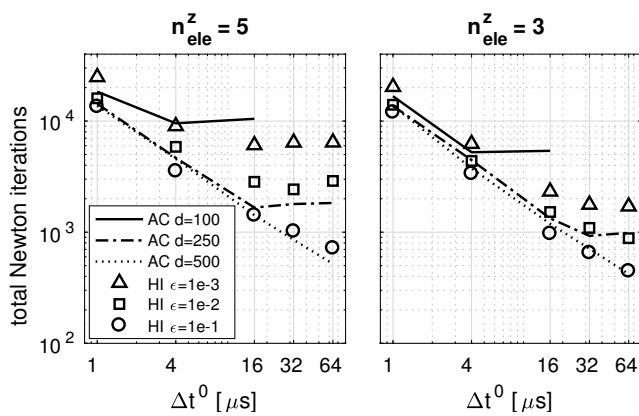 n^z_ele = 5
n^z_ele = 3
total Newton iterations
10^4
10^3
10^2
AC d=100
AC d=250
AC d=500
HI ϵ=1e-3
HI ϵ=1e-2
HI ϵ=1e-1
1 4 16 32 64
1 4 16 32 64
Δt^0 [ μs]
Δt^0 [ μs]